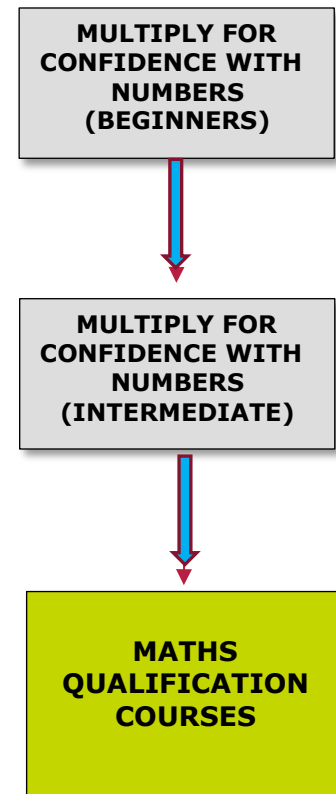 MULTIPLY FOR
CONFIDENCE WITH
NUMBERS
(BEGINNERS)
MULTIPLY FOR
CONFIDENCE WITH
NUMBERS
(INTERMEDIATE)
MATHS
QUALIFICATION
COURSES